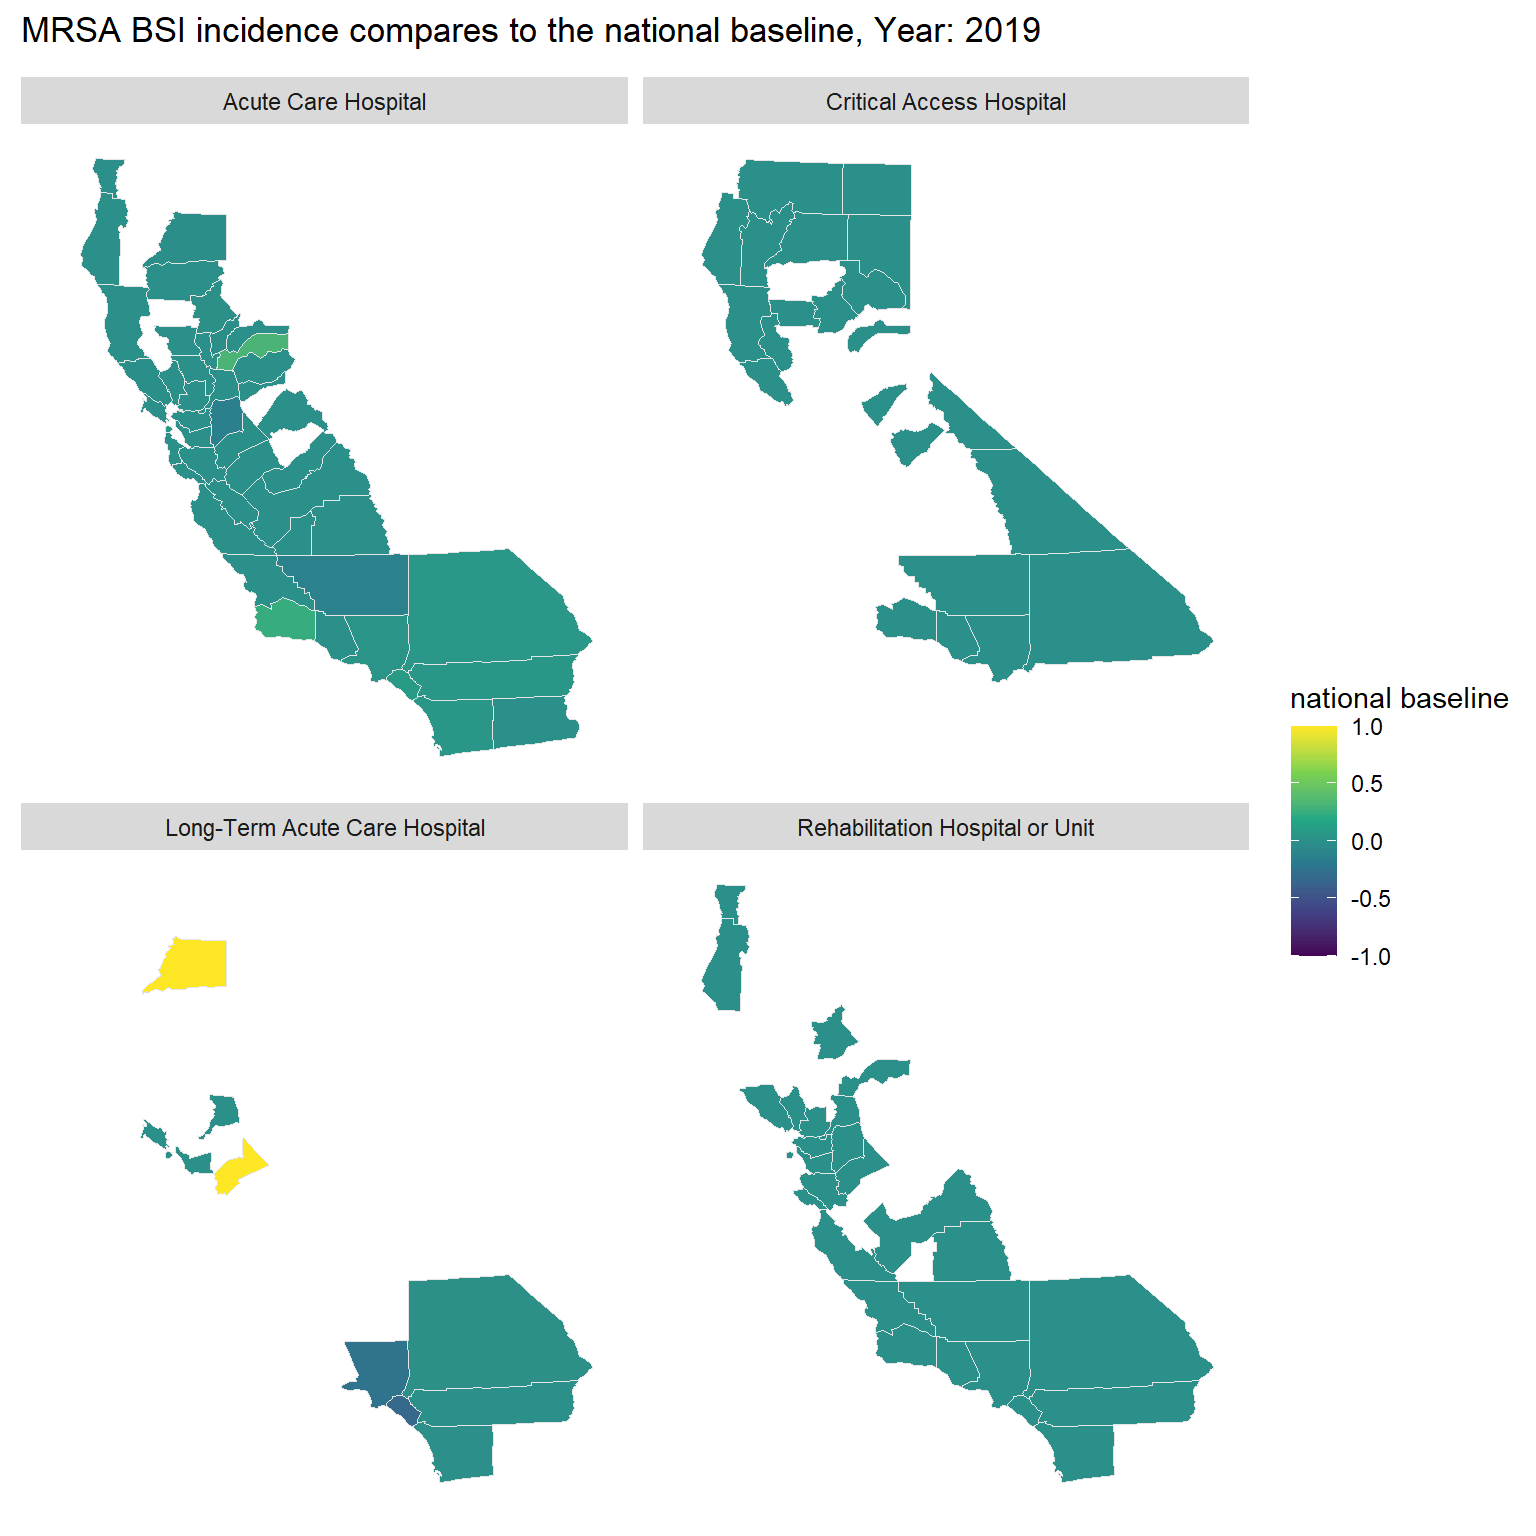 MRSA BSI incidence compares to the national baseline, Year: 2019
Acute Care Hospital
Critical Access Hospital
Long-Term Acute Care Hospital
Rehabilitation Hospital or Unit
national baseline
1.0
0.5
0.0
-0.5
-1.0